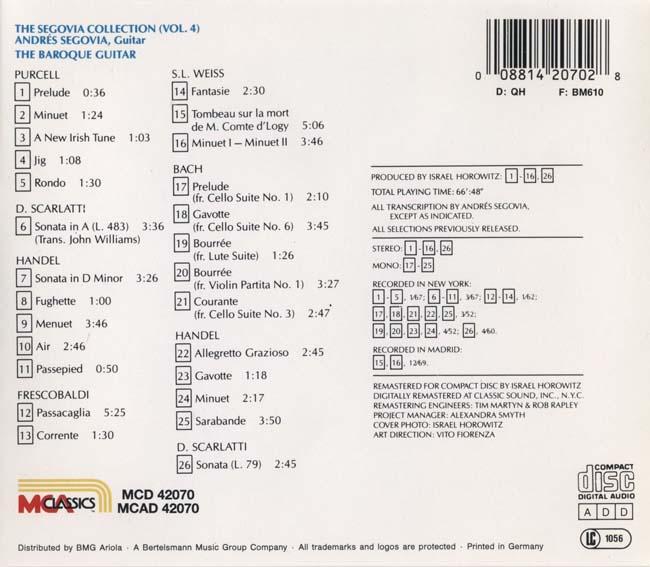 THE SEGOVIA COLLECTION (VOL. 4)
ANDRÉS SEGOVIA, Guitar
THE BAROQUE GUITAR
PURCELL
1 Prelude 0:36
2 Minuet 1:24
3 A New Irish Tune 1:03
4 Jig 1:08
5 Rondo 1:30
D. SCARLATTI
6 Sonata in A (L. 483) 3:36
(Trans. John Williams)
HANDEL
7 Sonata in D Minor 3:26
8 Fughette 1:00
9 Menuet 3:46
10 Air 2:46
11 Passepied 0:50
FRESCOBALDI
12 Passacaglia 5:25
13 Corrente 1:30
S.L. WEISS
14 Fantasie 2:30
15 Tombeau sur la mort
de M. Comte d'Logy 5:06
16 Minuet I – Minuet II 3:46
BACH
17 Prelude
(fr. Cello Suite No. 1) 2:10
18 Gavotte
(fr. Cello Suite No. 6) 3:45
19 Bourrée
(fr. Lute Suite) 1:26
20 Bourrée
(fr. Violin Partita No. 1) 3:27
21 Courante
(fr. Cello Suite No. 3) 2:47
HANDEL
22 Allegretto Grazioso 2:45
23 Gavotte 1:18
24 Minuet 2:17
25 Sarabande 3:50
D. SCARLATTI
26 Sonata (L. 79) 2:45
0 08814 20702 8
D: QH F: BM610
PRODUCED BY ISRAEL HOROWITZ: 1 - 16, 26
TOTAL PLAYING TIME: 66'48"
ALL TRANSCRIPTION BY ANDRÉS SEGOVIA,
EXCEPT AS INDICATED.
ALL SELECTIONS PREVIOUSLY RELEASED.
STEREO: 1 - 16, 26
MONO: 17 - 25
RECORDED IN NEW YORK:
1 - 5, 1/67; 6 - 11, 3/67; 12 - 14, 1/62;
17, 18, 21, 22, 25, 3/52;
19, 20, 23, 24, 4/52; 26, 4/60.
RECORDED IN MADRID:
15, 16, 12/69.
REMASTERED FOR COMPACT DISC BY ISRAEL HOROWITZ
DIGITALLY REMASTERED AT CLASSIC SOUND, INC., N.Y.C.
REMASTERING ENGINEERS: TIM MARTYN & ROB RAPLEY
PROJECT MANAGER: ALEXANDRA SMYTH
COVER PHOTO: ISRAEL HOROWITZ
ART DIRECTION: VITO FIORENZA
MCA CLASSICS
MCD 42070
MCAD 42070
COMPACT
disc
DIGITAL AUDIO
A D D
LC 1056
Distributed by BMG Ariola · A Bertelsmann Music Group Company · All trademarks and logos are protected · Printed in Germany